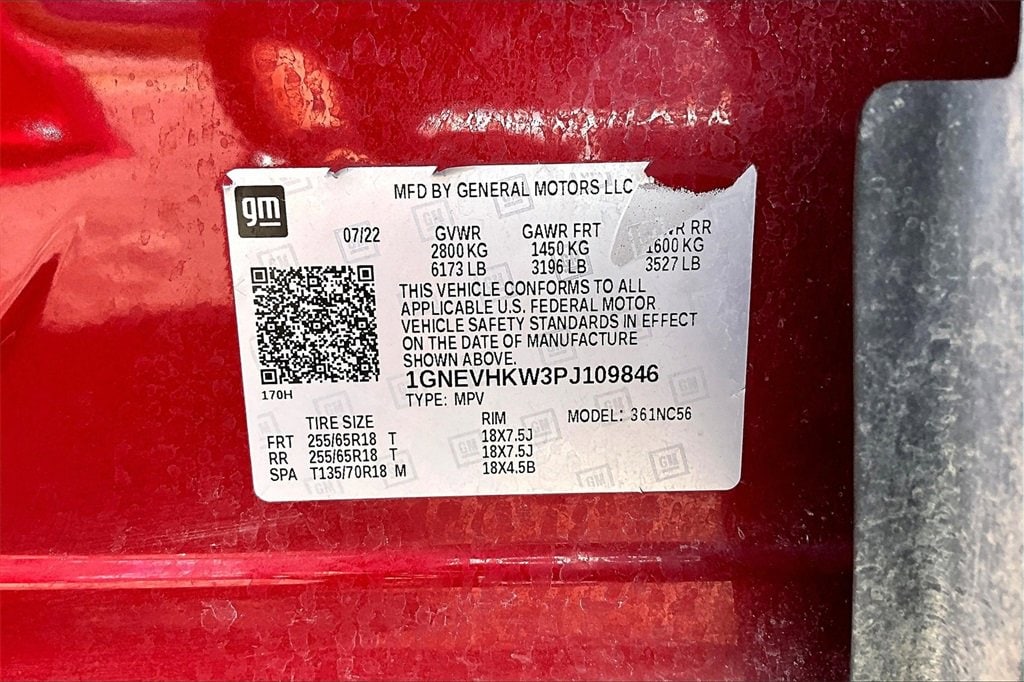 MFD BY GENERAL MOTORS LLC
gm
07/22 GVWR GAWR FRT RR
2800 KG 1450 KG 1600 KG
6173 LB 3196 LB 3527 LB
THIS VEHICLE CONFORMS TO ALL
APPLICABLE U.S. FEDERAL MOTOR
VEHICLE SAFETY STANDARDS IN EFFECT
ON THE DATE OF MANUFACTURE
SHOWN ABOVE.
1GNEVHKW3PJ109846
170H
TYPE: MPV
TIRE SIZE RIM MODEL: 361NC56
FRT 255/65R18 T 18X7.5J
RR 255/65R18 T 18X7.5J
SPA T135/70R18 M 18X4.5B